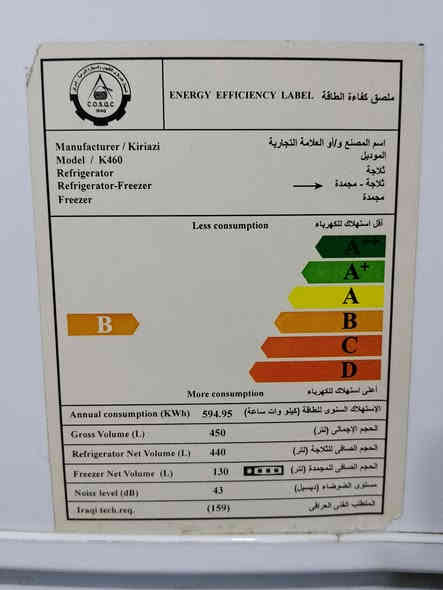 C.O.S.Q.C
IRAQ
ENERGY EFFICIENCY LABEL ملصق كفاءة الطاقة
Manufacturer / Kiriazi اسم المصنع و/أو العلامة التجارية
Model / K460 الموديل
Refrigerator ثلاجة
Refrigerator-Freezer ثلاجة - مجمدة
Freezer مجمدة
Less consumption أقل استهلاك للكهرباء
A++
A+
A
B B
C
D
More consumption أعلى استهلاك للكهرباء
Annual consumption (KWh) 594.95 الإستهلاك السنوي للطاقة (كيلو وات ساعة)
Gross Volume (L) 450 الحجم الإجمالي (لتر)
Refrigerator Net Volume (L) 440 الحجم الصافي للثلاجة (لتر)
Freezer Net Volume (L) 130 الحجم الصافي للمجمدة (لتر)
Noise level (dB) 43 مستوى الضوضاء (ديسبل)
Iraqi tech.req. (159) المتطلب الفني العراقي